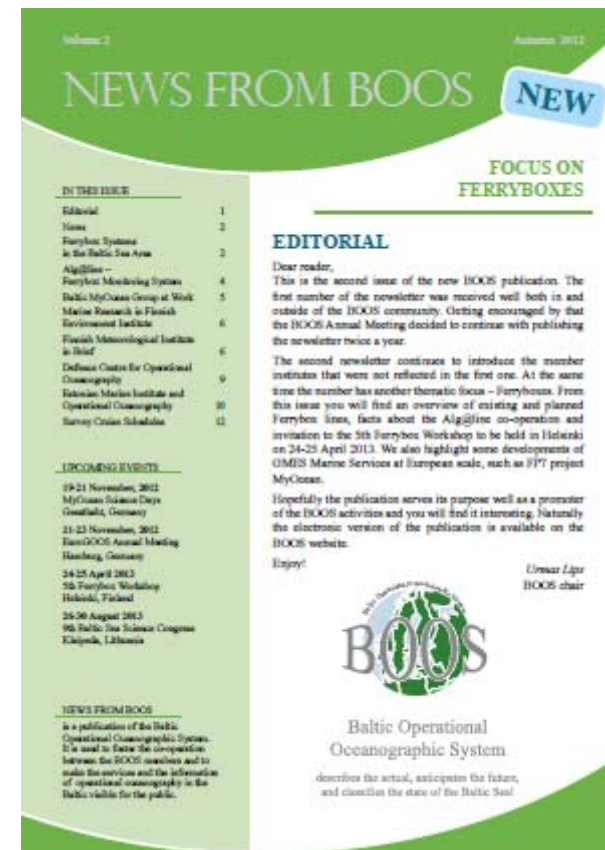 Volume 2
Autumn 2012
NEWS FROM BOOS
NEW
FOCUS ON
FERRYBOXES
IN THIS ISSUE
Editorial 1
News 2
Ferrybox Systems
in the Baltic Sea Area 2
Alg@line –
Ferrybox Monitoring System 4
Baltic MyOcean Group at Work 5
Marine Research in Finnish
Environment Institute 6
Finnish Meteorological Institute
in Brief 6
Defence Centre for Operational
Oceanography 9
Estonian Marine Institute and
Operational Oceanography 10
Survey Cruise Schedules 12
UPCOMING EVENTS
19-21 November, 2012
MyOcean Science Days
Germany
21-23 November, 2012
EuroGOOS Annual Meeting
Hamburg, Germany
24-25 April 2013
5th Ferrybox Workshop
Helsinki, Finland
26-30 August 2013
9th Baltic Sea Science Congress
Klaipeda, Lithuania
NEWS FROM BOOS
is a publication of the Baltic
Operational Oceanographic System.
It is used to foster the co-operation
between the BOOS members and to
make the services and the information
of operational oceanography in the
Baltic visible for the public.
EDITORIAL
Dear reader,
This is the second issue of the new BOOS publication. The
first number of the newsletter was received well both in and
outside of the BOOS community. Getting encouraged by that
the BOOS Annual Meeting decided to continue with publishing
the newsletter twice a year.
The second newsletter continues to introduce the member
institutes that were not reflected in the first one. At the same
time the number has another thematic focus – Ferryboxes. From
this issue you will find an overview of existing and planned
Ferrybox lines, facts about the Alg@line co-operation and
invitation to the 5th Ferrybox Workshop to be held in Helsinki
on 24-25 April 2013. We also highlight some developments of
GMES Marine Services at European scale, such as FP7 project
MyOcean.
Hopefully the publication serves its purpose well as a promoter
of the BOOS activities and you will find it interesting. Naturally
the electronic version of the publication is available on the
BOOS website.
Enjoy!
Urmas Lips
BOOS chair
BOOS
Baltic Operational
Oceanographic System
describes the actual, anticipates the future,
and classifies the state of the Baltic Sea!